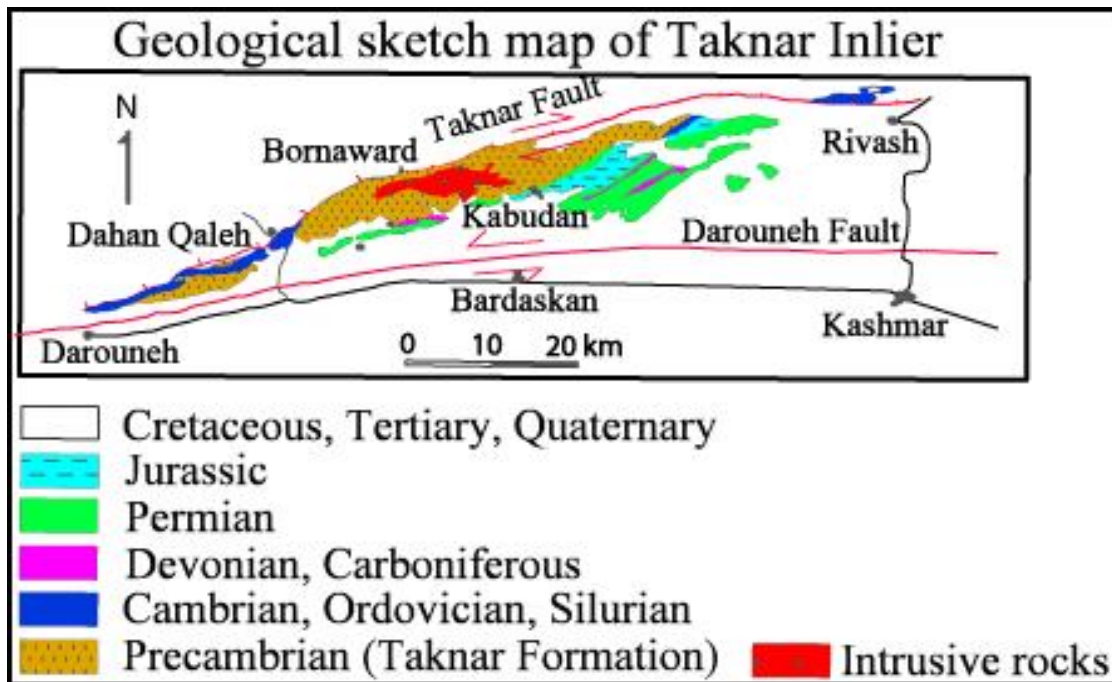 Geological sketch map of Taknar Inlier
N
Taknar Fault
Bornaward
Rivash
Dahan Qaleh
Kabudan
Darouneh Fault
Bardaskan
Kashmar
Darouneh
0 10 20 km
Cretaceous, Tertiary, Quaternary
Jurassic
Permian
Devonian, Carboniferous
Cambrian, Ordovician, Silurian
Precambrian (Taknar Formation)
Intrusive rocks